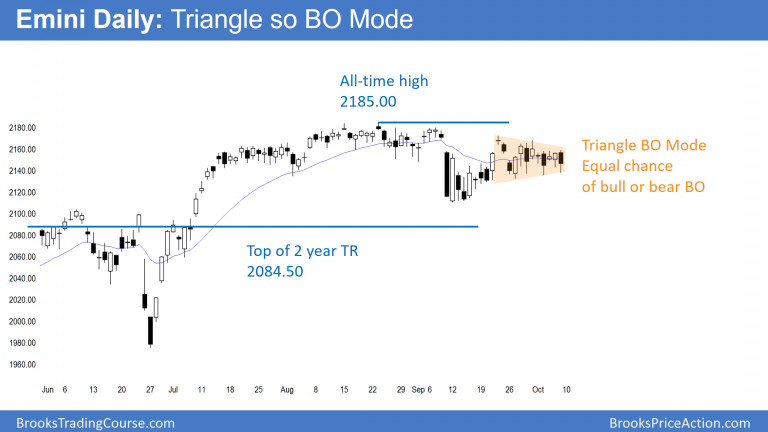 Emini Daily: Triangle so BO Mode
All-time high
2185.00
2180.00
2160.00
2140.00
2120.00
2100.00
2080.00
2060.00
2040.00
2020.00
2000.00
1980.00
1960.00
Triangle BO Mode
Equal chance
of bull or bear BO
Top of 2 year TR
2084.50
Jun 6 13 20 27 Jul 11 18 25 Aug 8 15 22 29 Sep 6 12 19 26 Oct 10
BrooksTradingCourse.com BrooksPriceAction.com